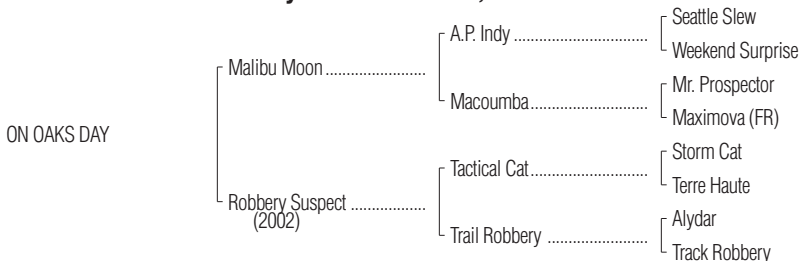 Seattle Slew
A.P. Indy ..............................
Weekend Surprise
Malibu Moon ........................
Mr. Prospector
Macoumba ..........................
Maximova (FR)
ON OAKS DAY
Storm Cat
Tactical Cat ..........................
Terre Haute
Robbery Suspect ..................
(2002)
Alydar
Trail Robbery ........................
Track Robbery